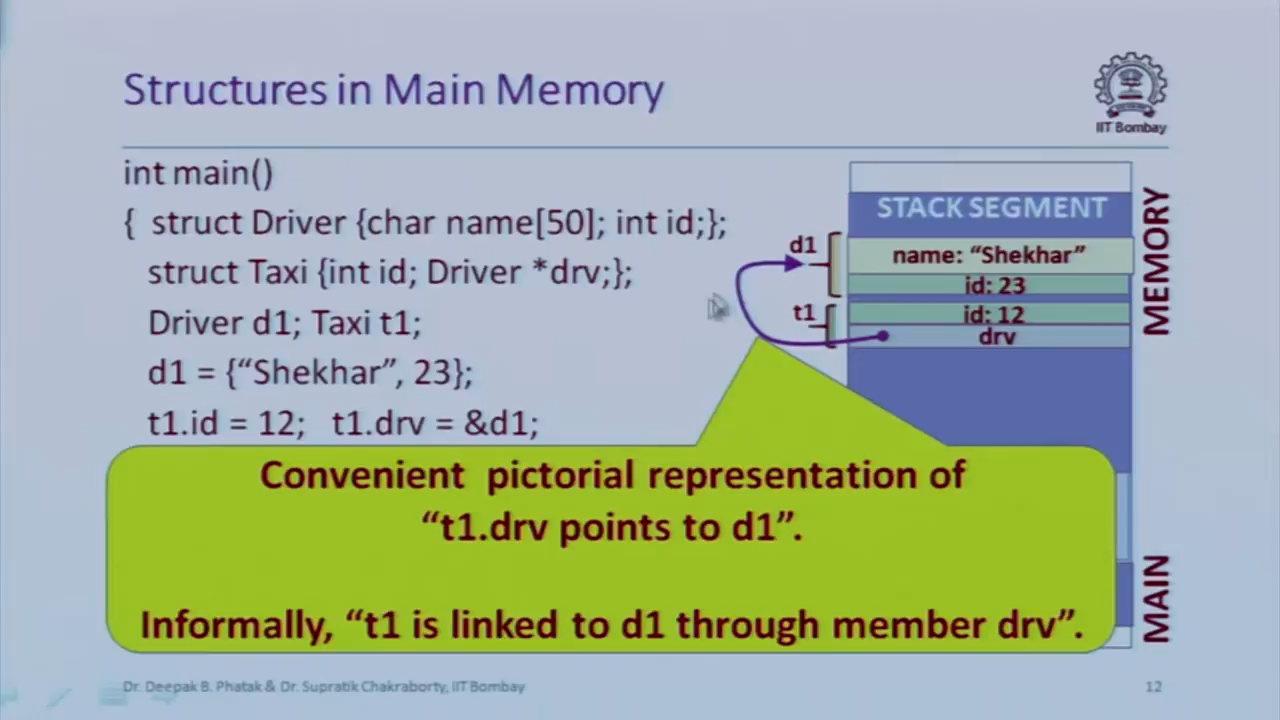 Structures in Main Memory
IIT Bombay
int main()
{ struct Driver {char name[50]; int id;};
struct Taxi {int id; Driver *drv;};
Driver d1; Taxi t1;
d1 = {“Shekhar”, 23};
t1.id = 12; t1.drv = &d1;
STACK SEGMENT
d1
name: “Shekhar”
id: 23
t1
id: 12
drv
MAIN MEMORY
Convenient pictorial representation of
“t1.drv points to d1”.
Informally, “t1 is linked to d1 through member drv”.
Dr. Deepak B. Phatak & Dr. Supratik Chakraborty, IIT Bombay
12